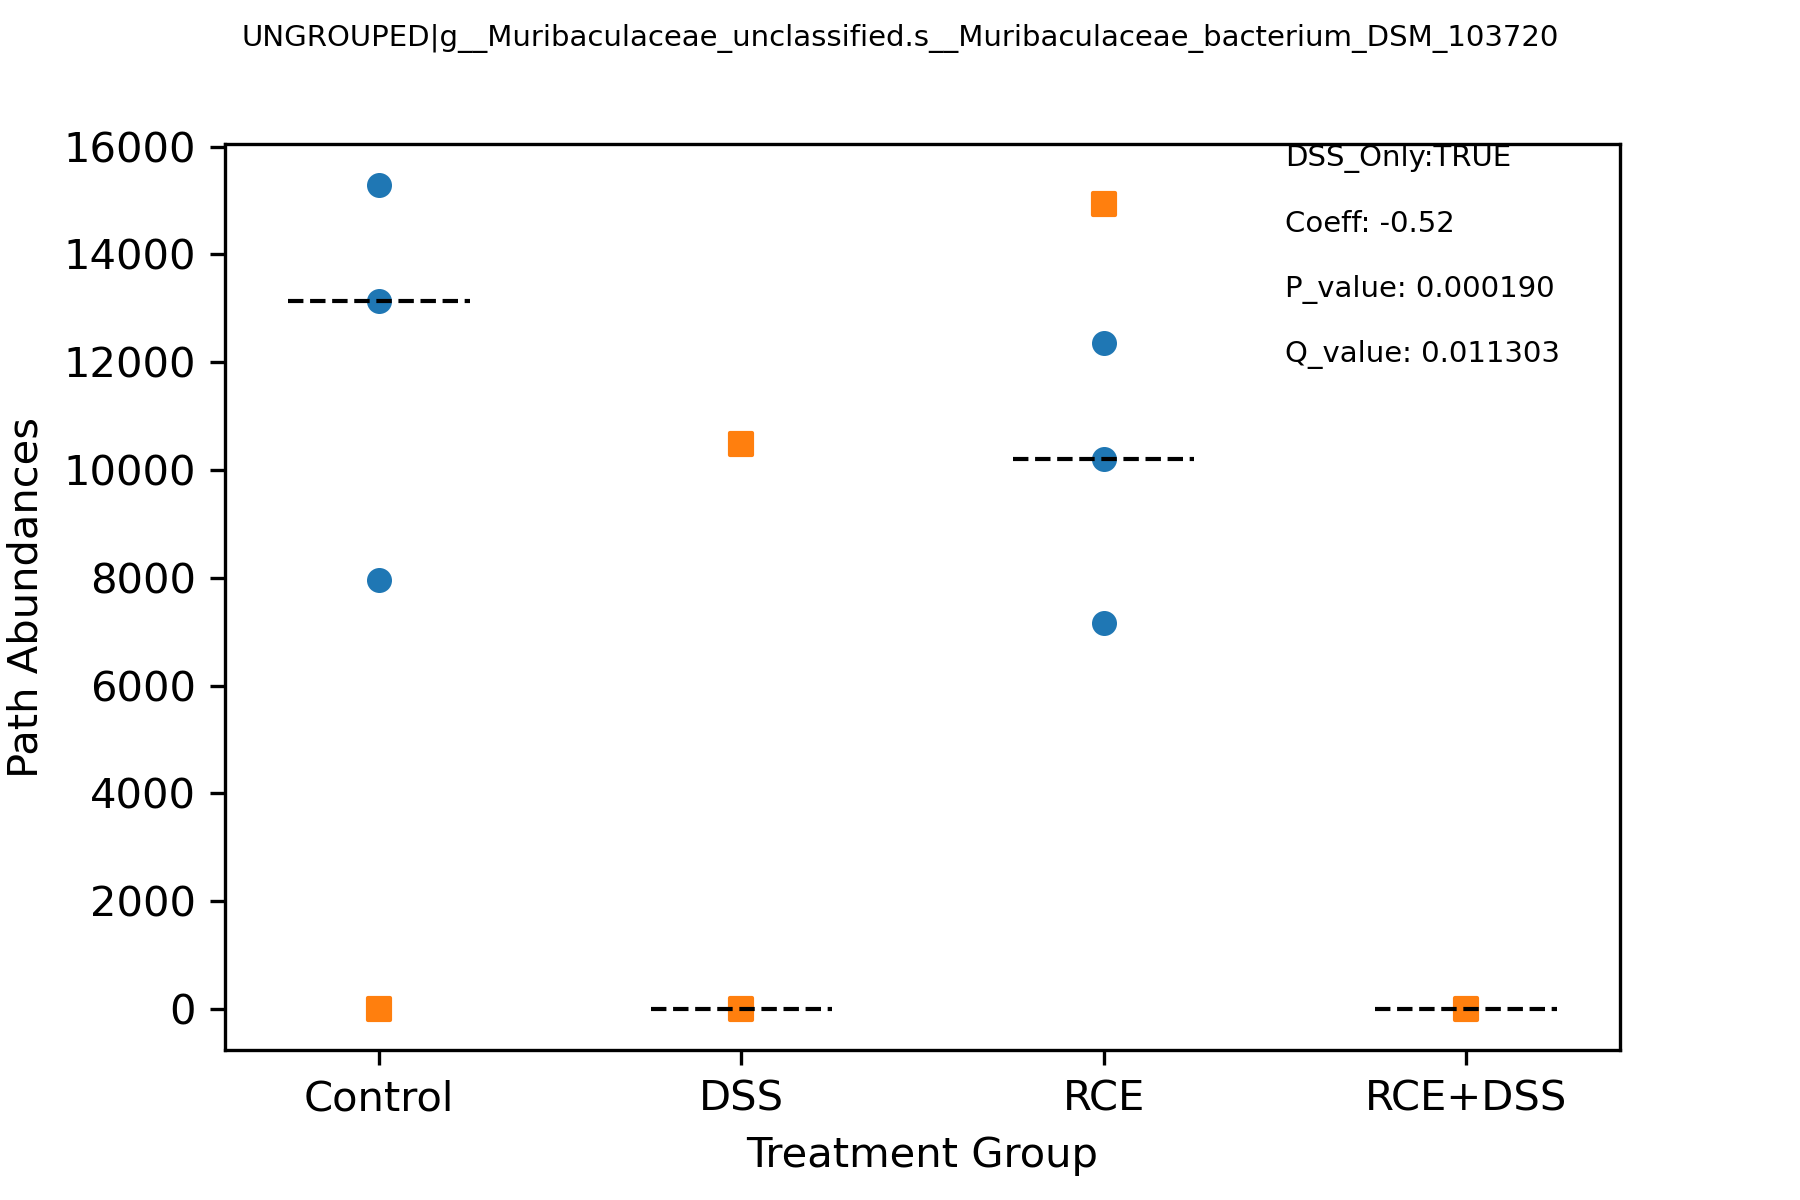 UNGROUPED|g__Muribaculaceae_unclassified.s__Muribaculaceae_bacterium_DSM_103720
16000
14000
12000
10000
8000
6000
4000
2000
0
Path Abundances
DSS_Only:TRUE
Coeff: -0.52
P_value: 0.000190
Q_value: 0.011303
Control
DSS
RCE
RCE+DSS
Treatment Group